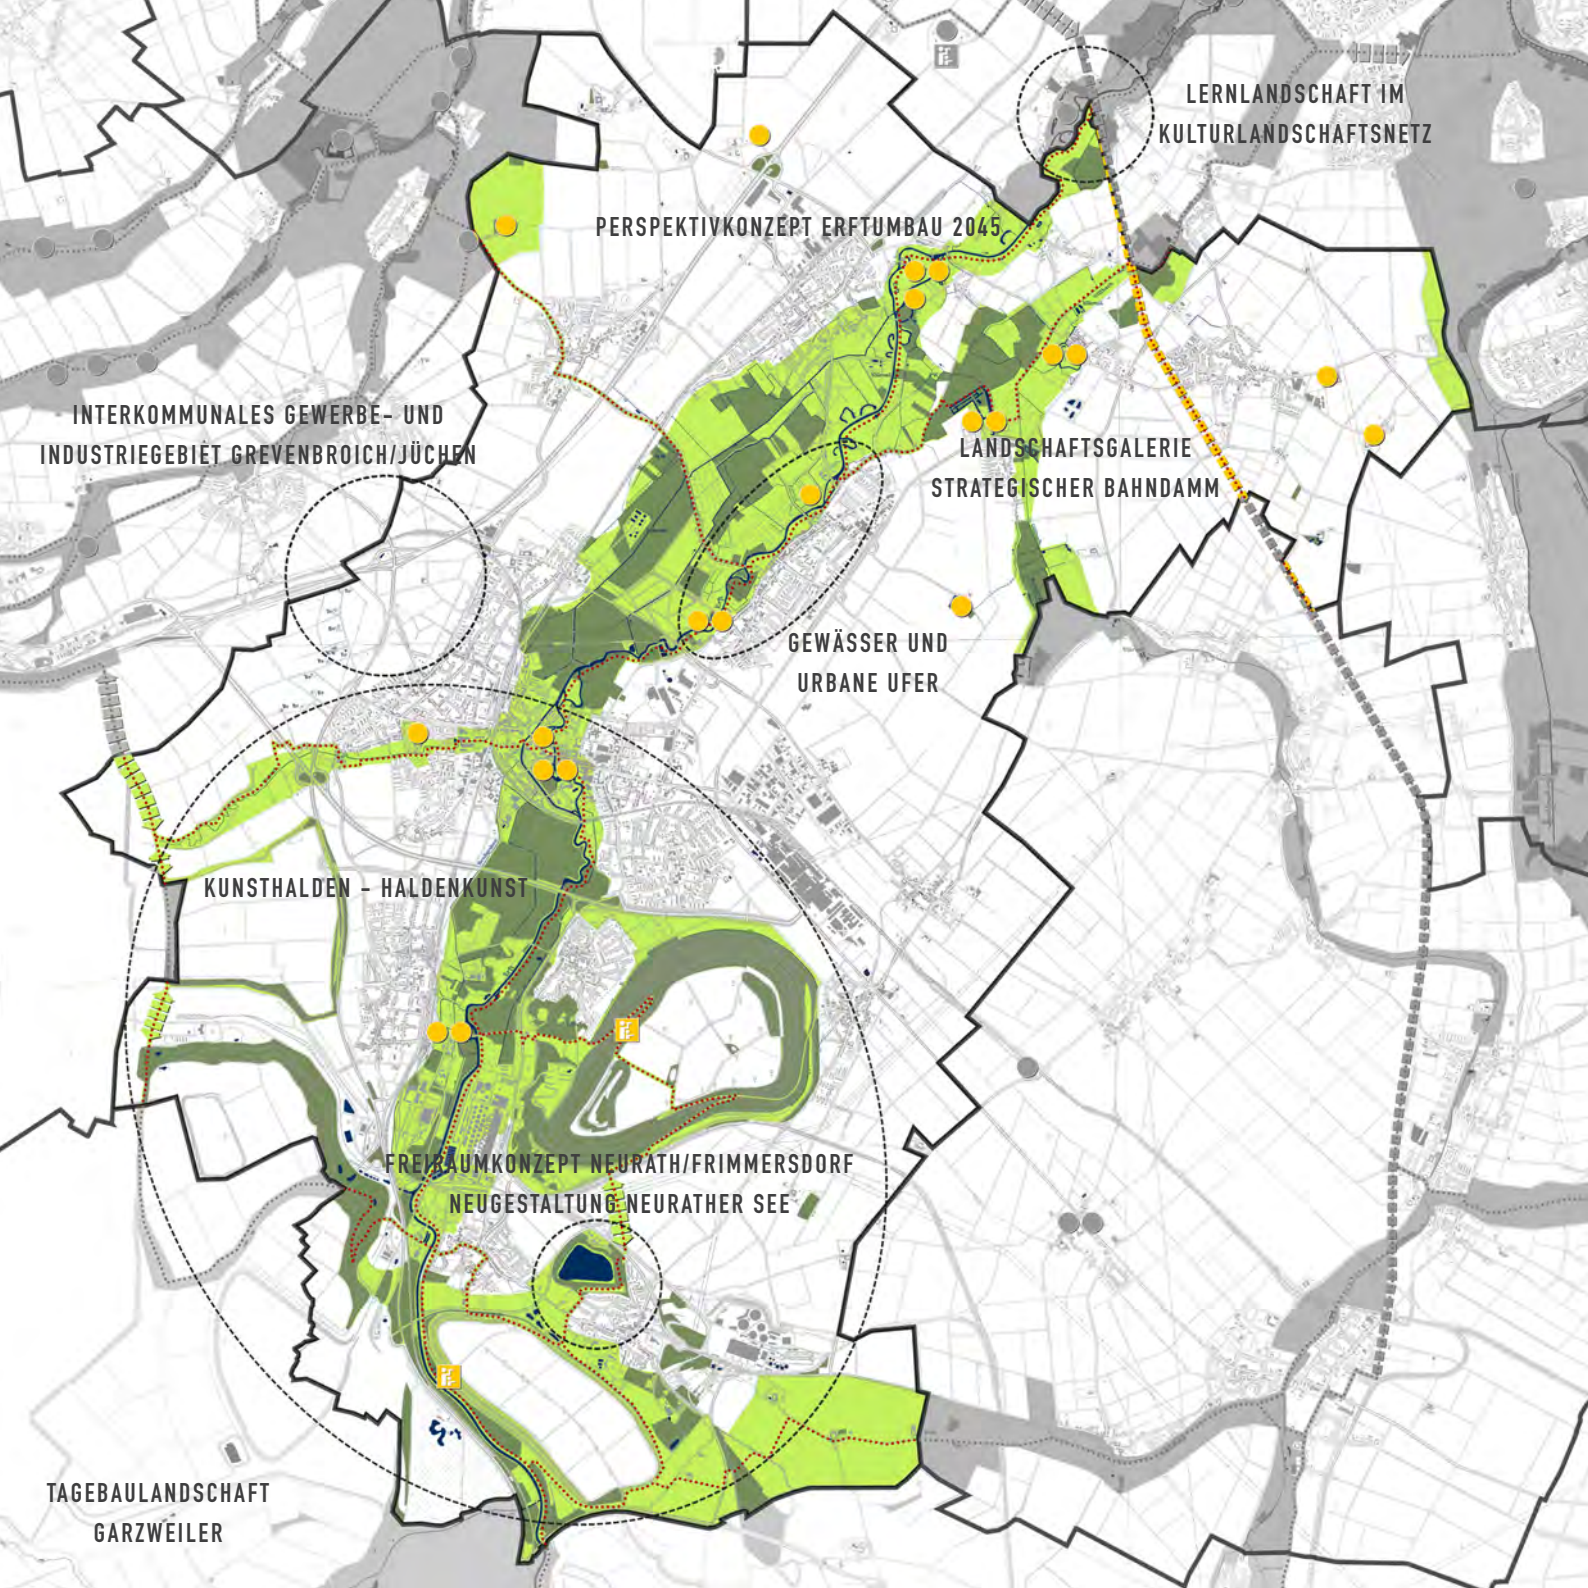 LERNLANDSCHAFT IM
KULTURLANDSCHAFTSNETZ
PERSPEKTIVKONZEPT ERFTUMBAU 2045
INTERKOMMUNALES GEWERBE- UND
INDUSTRIEGEBIET GREVENBROICH/JÜCHEN
LANDSCHAFTSGALERIE
STRATEGISCHER BAHNDAMM
GEWÄSSER UND
URBANE UFER
KUNSTHALDEN – HALDENKUNST
FREIRAUMKONZEPT NEURATH/FRIMMERSDORF
NEUGESTALTUNG NEURATHER SEE
TAGEBAULANDSCHAFT
GARZWEILER